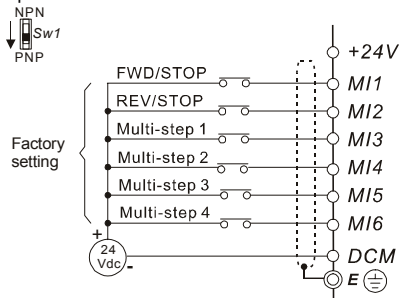 NPN
Sw1
PNP
+24V
FWD/STOP
MI1
REV/STOP
MI2
Multi-step 1
MI3
Factory
setting
Multi-step 2
MI4
Multi-step 3
MI5
Multi-step 4
MI6
+
24
Vdc
-
DCM
E